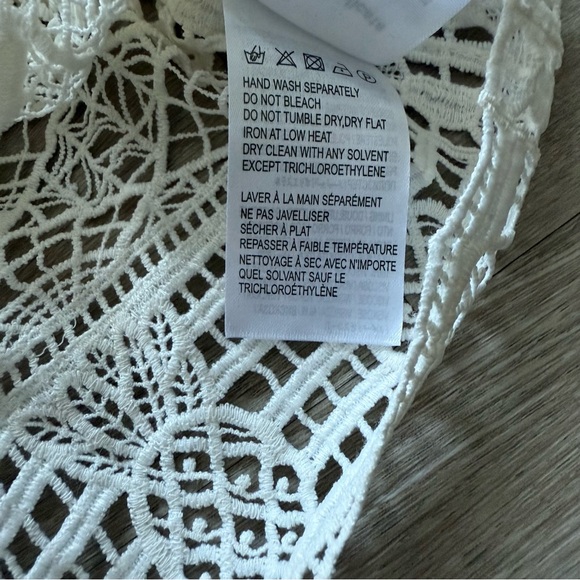 HAND WASH SEPARATELY
DO NOT BLEACH
DO NOT TUMBLE DRY,DRY FLAT
IRON AT LOW HEAT
DRY CLEAN WITH ANY SOLVENT
EXCEPT TRICHLOROETHYLENE
LAVER À LA MAIN SÉPARÉMENT
NE PAS JAVELLISER
SÉCHER À PLAT
REPASSER À FAIBLE TEMPÉRATURE
NETTOYAGE À SEC AVEC N'IMPORTE
QUEL SOLVANT SAUF LE
TRICHLOROÉTHYLÈNE